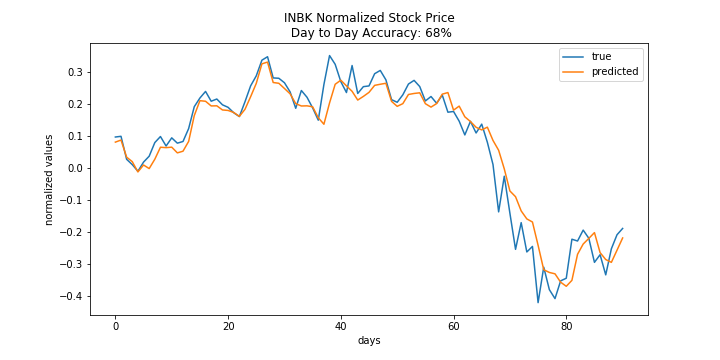 INBK Normalized Stock Price
Day to Day Accuracy: 68%
true
predicted
normalized values
0.3
0.2
0.1
0.0
−0.1
−0.2
−0.3
−0.4
0 20 40 60 80
days